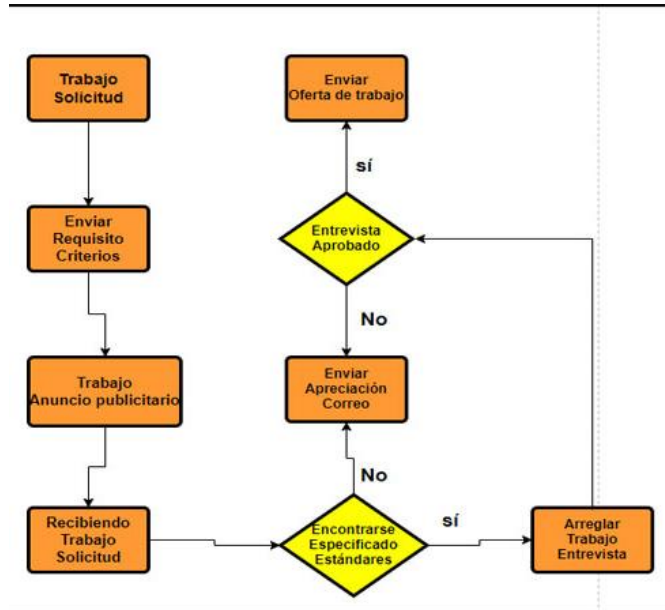 Trabajo
Solicitud
Enviar
Requisito
Criterios
Trabajo
Anuncio publicitario
Recibiendo
Trabajo
Solicitud
Encontrarse
Especificado
Estándares
No
sí
Arreglar
Trabajo
Entrevista
Entrevista
Aprobado
sí
No
Enviar
Oferta de trabajo
Enviar
Apreciación
Correo